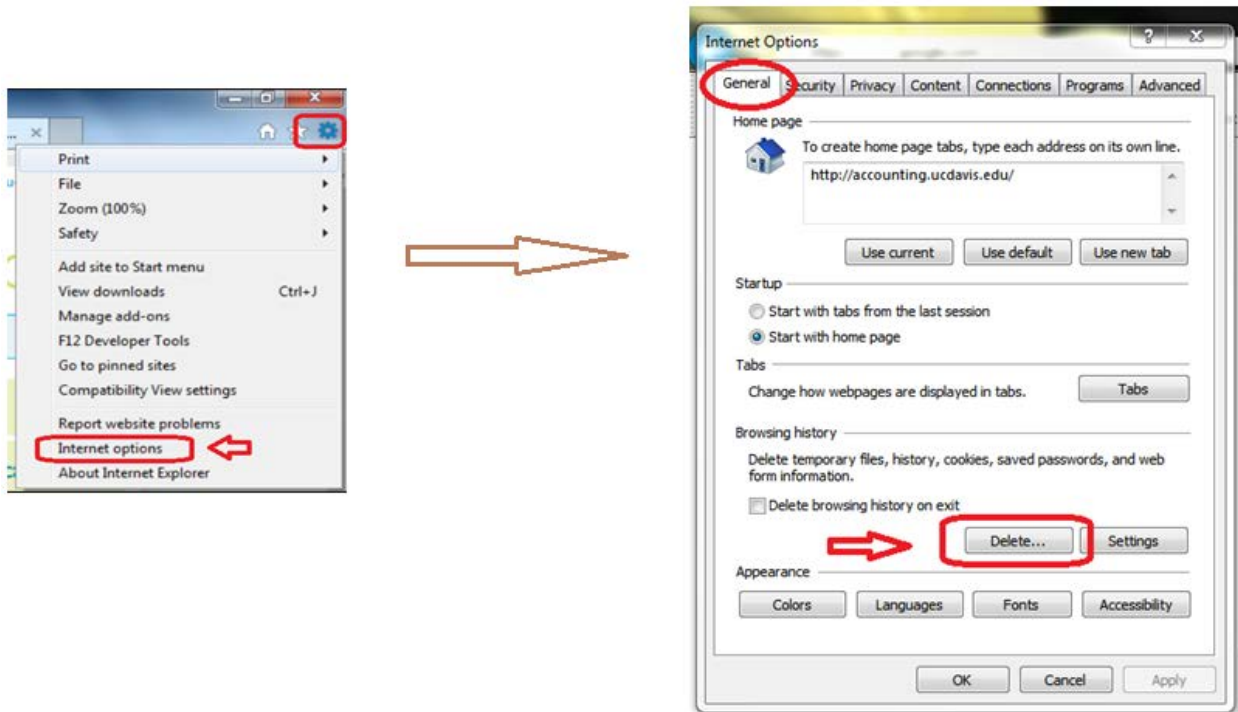 Print
File
Zoom (100%)
Safety
Add site to Start menu
View downloads Ctrl+J
Manage add-ons
F12 Developer Tools
Go to pinned sites
Compatibility View settings
Report website problems
Internet options
About Internet Explorer
Internet Options
General Security Privacy Content Connections Programs Advanced
Home page
To create home page tabs, type each address on its own line.
http://accounting.ucdavis.edu/
Use current Use default Use new tab
Startup
Start with tabs from the last session
Start with home page
Tabs
Change how webpages are displayed in tabs. Tabs
Browsing history
Delete temporary files, history, cookies, saved passwords, and web
form information.
Delete browsing history on exit
Delete... Settings
Appearance
Colors Languages Fonts Accessibility
OK Cancel Apply